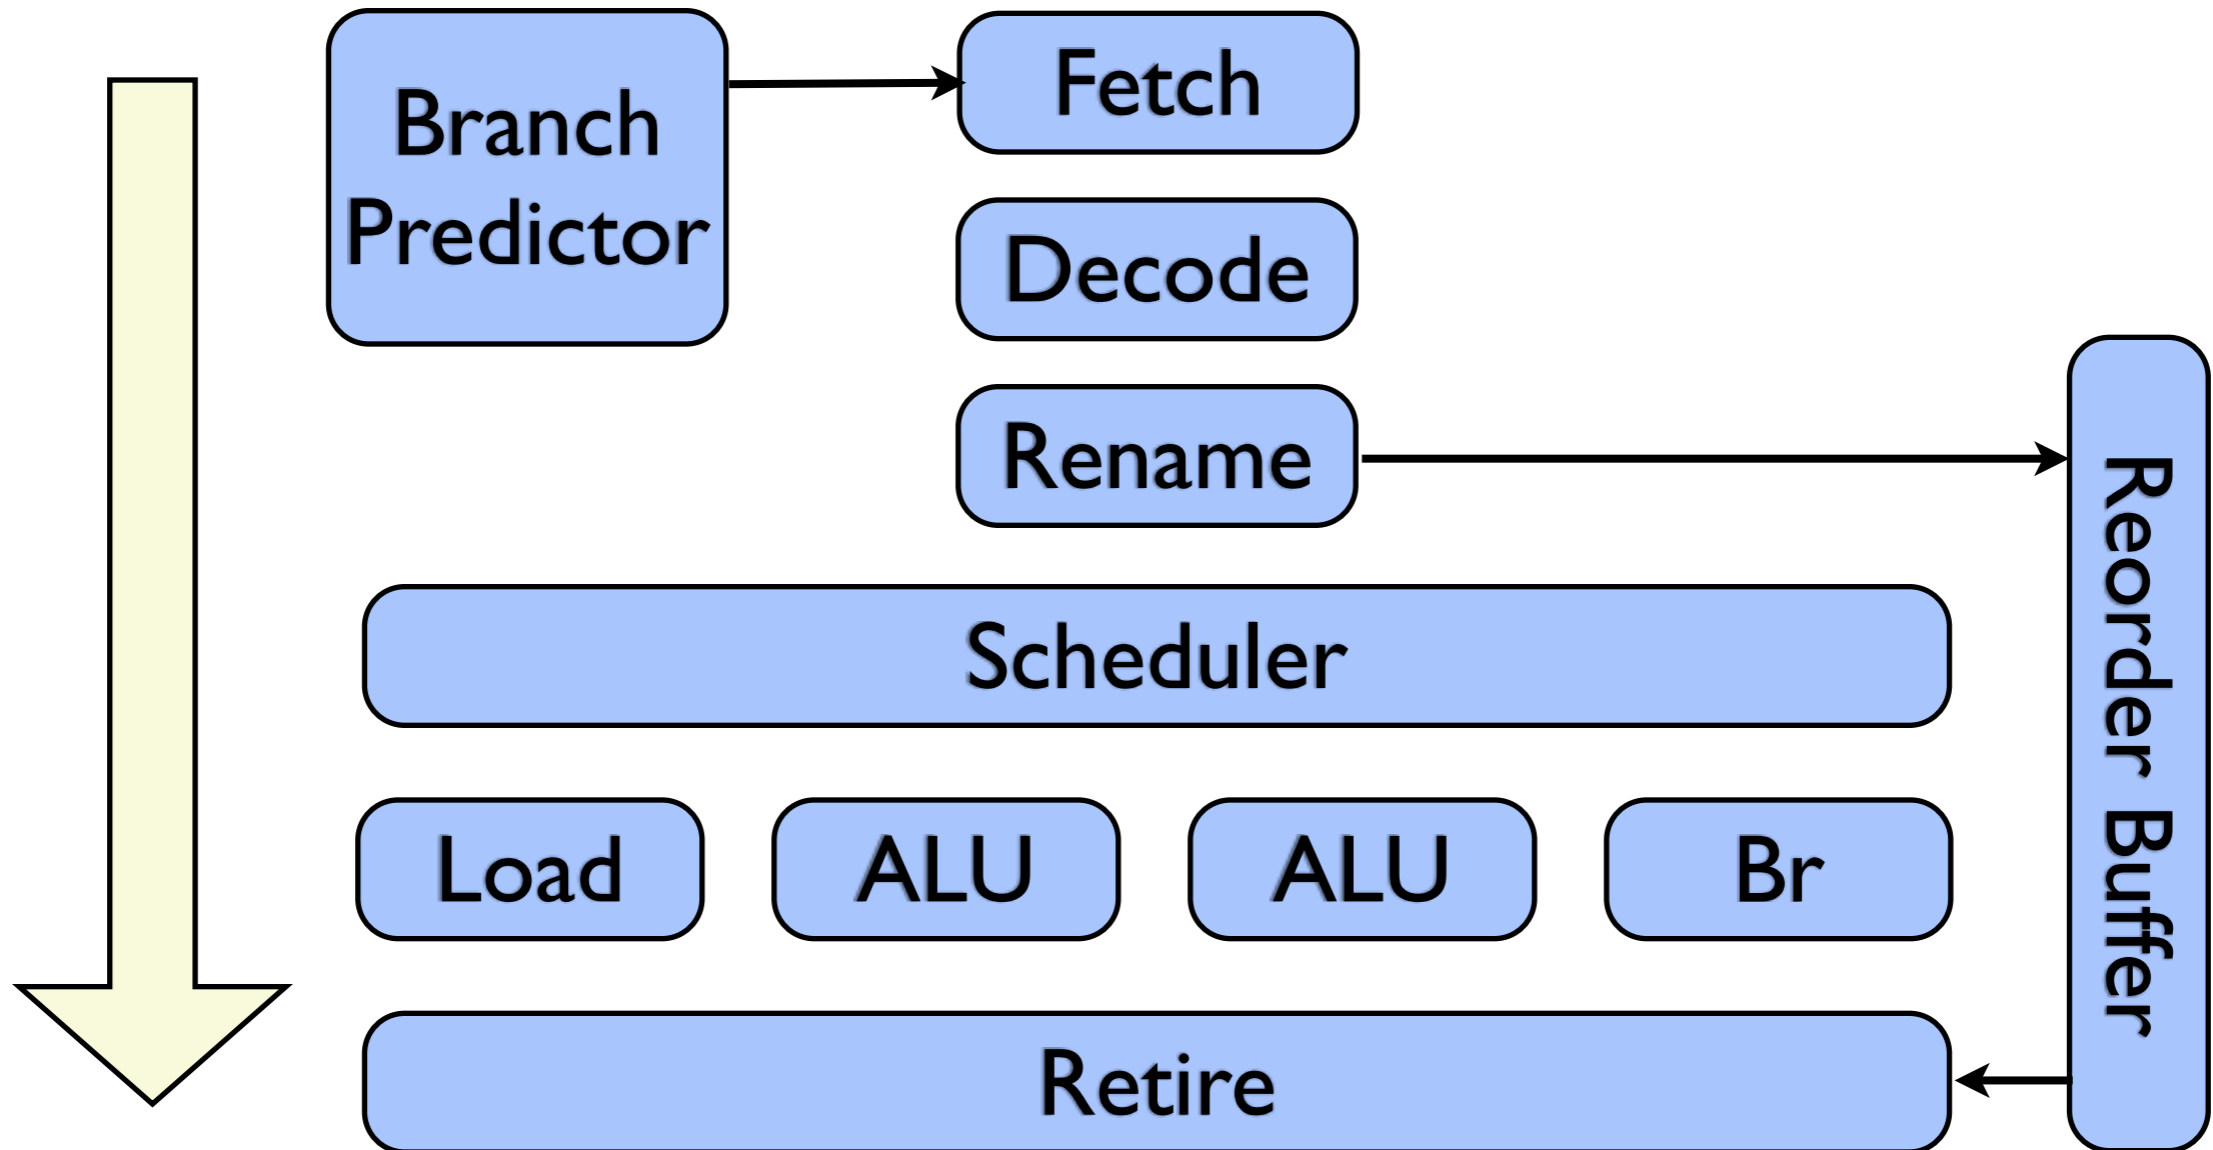 Branch
Predictor
Fetch
Decode
Rename
Reorder Buffer
Scheduler
Load
ALU
ALU
Br
Retire